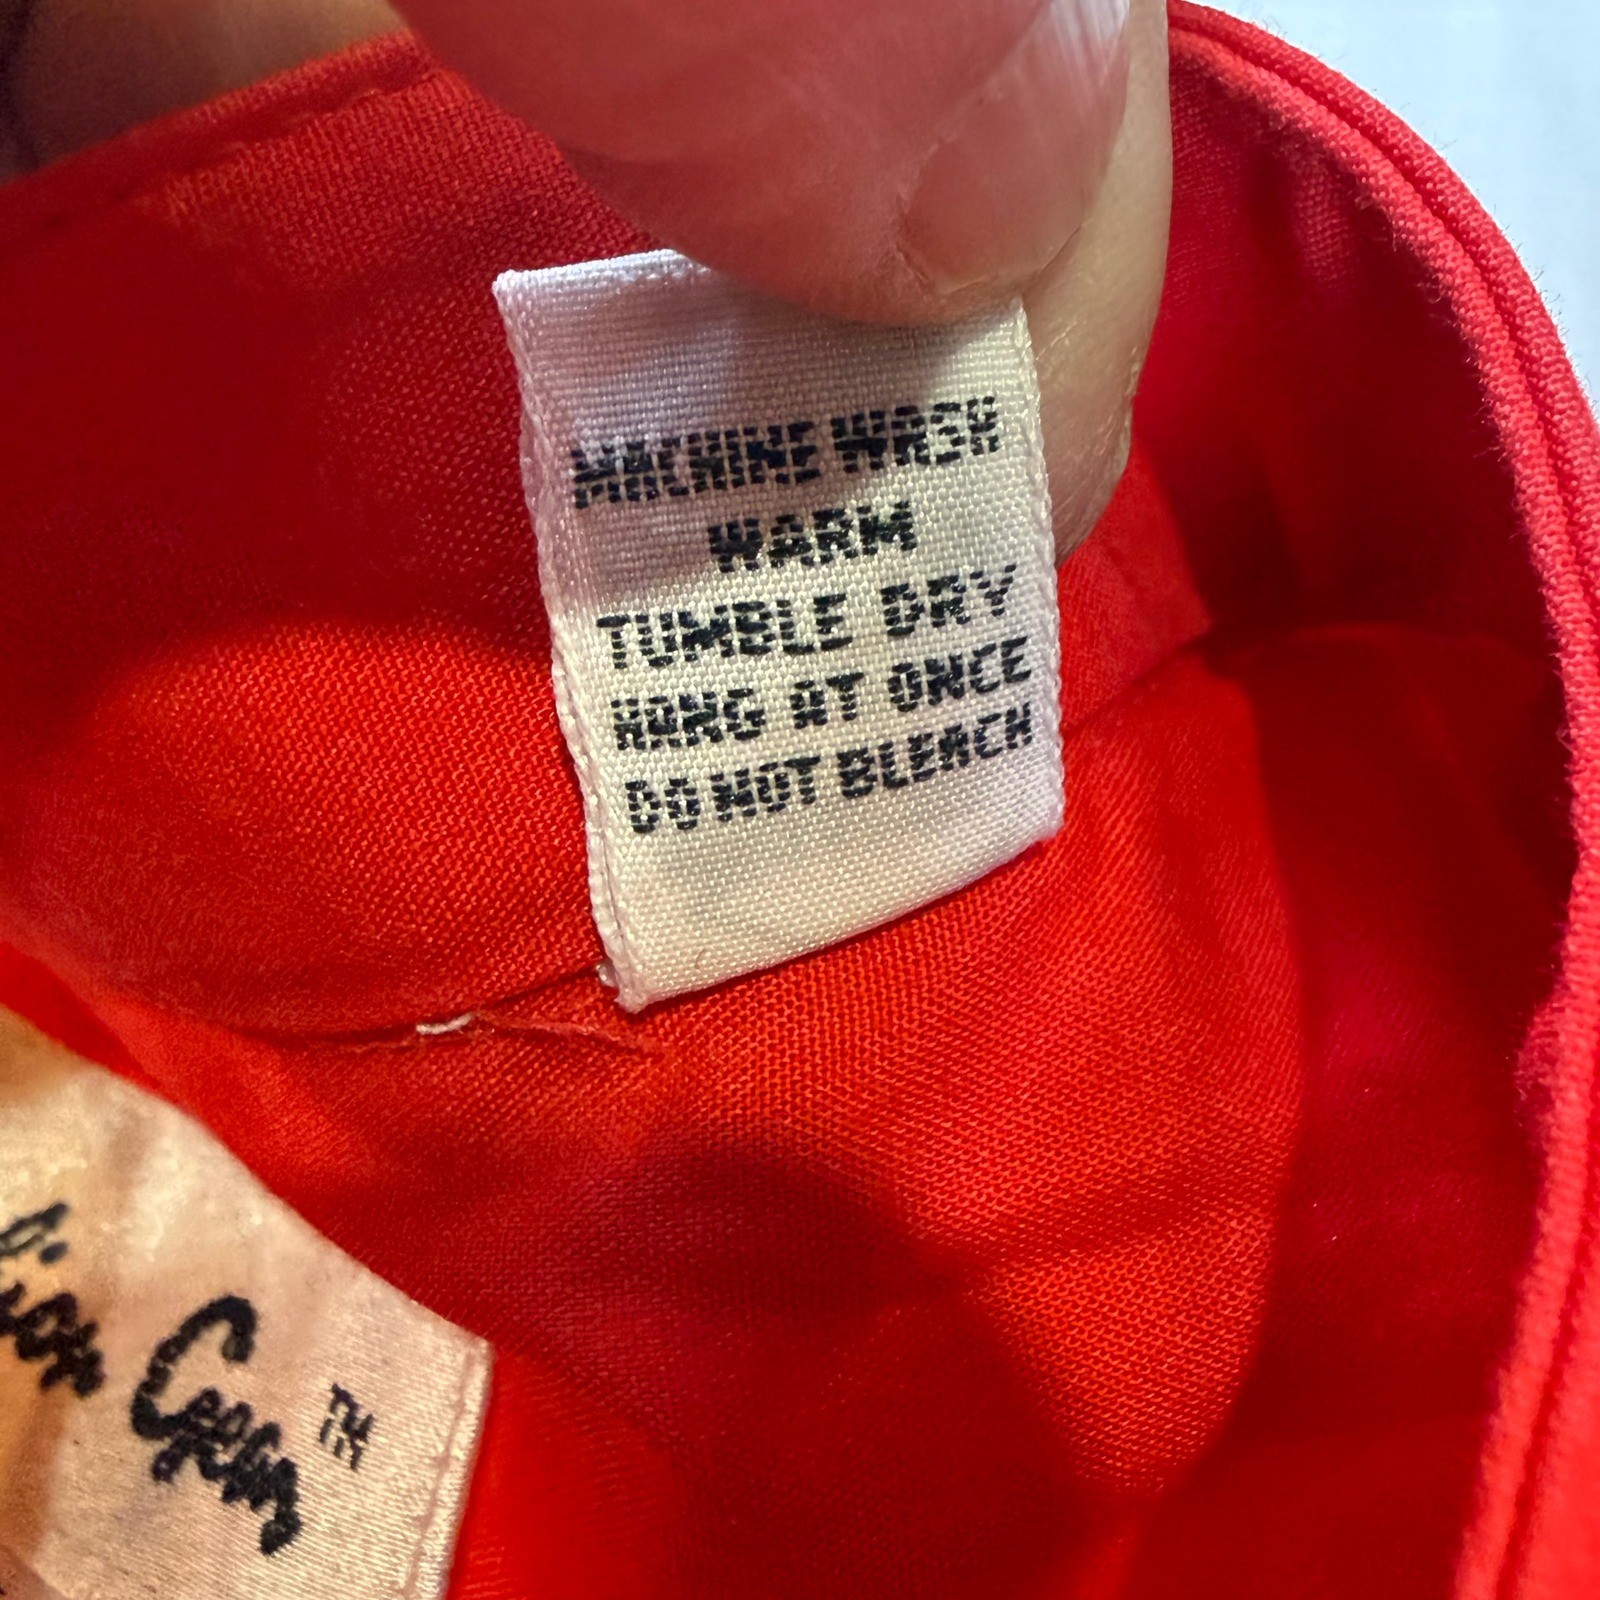 MACHINE WASH
WARM
TUMBLE DRY
HANG AT ONCE
DO NOT BLEACH